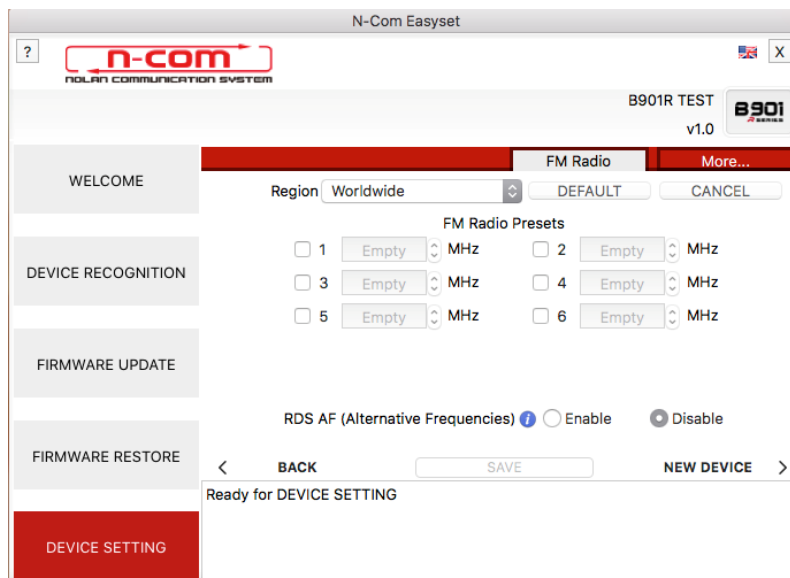 N-Com Easyset
?
n-com
X
NOLAN COMMUNICATION SYSTEM
B901R TEST
v1.0
B901
R SERIES
WELCOME
DEVICE RECOGNITION
FIRMWARE UPDATE
FIRMWARE RESTORE
DEVICE SETTING
FM Radio More...
Region Worldwide DEFAULT CANCEL
FM Radio Presets
1 Empty MHz 2 Empty MHz
3 Empty MHz 4 Empty MHz
5 Empty MHz 6 Empty MHz
RDS AF (Alternative Frequencies) i Enable Disable
< BACK SAVE NEW DEVICE >
Ready for DEVICE SETTING